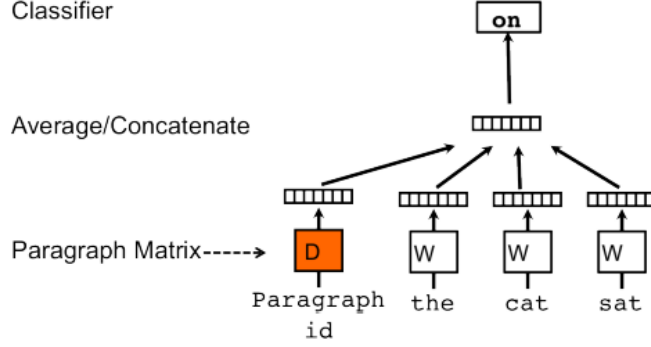 Classifier
on
Average/Concatenate
Paragraph Matrix
D
W
W
W
Paragraph
id
the
cat
sat